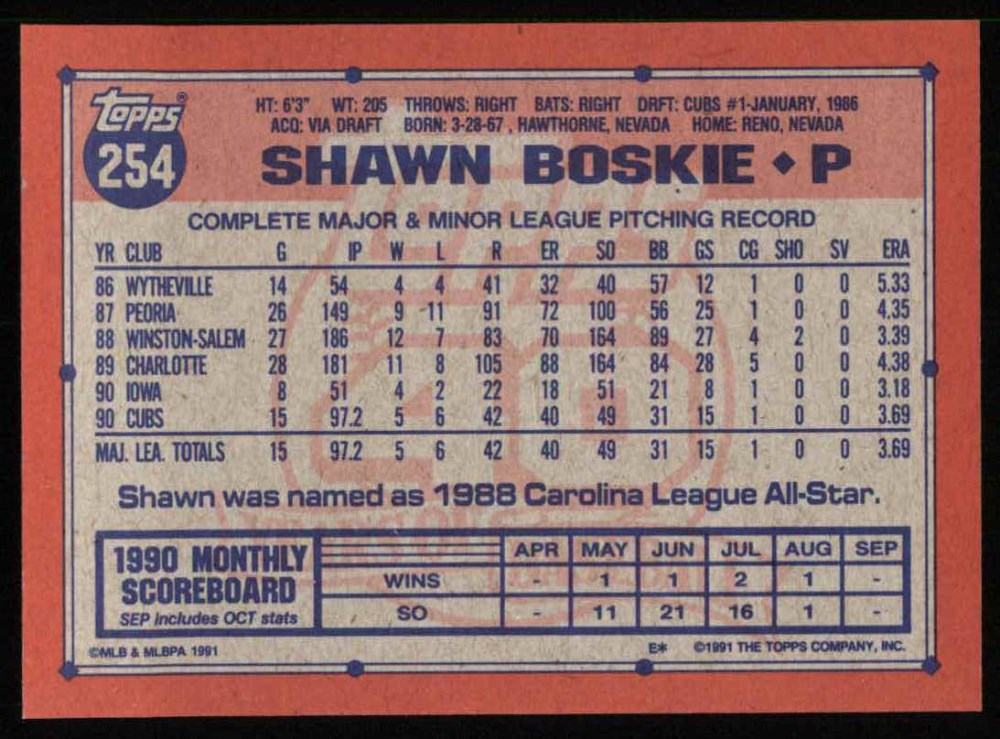 topps®
254
HT: 6'3" WT: 205 THROWS: RIGHT BATS: RIGHT DRFT: CUBS #1-JANUARY, 1986
ACQ: VIA DRAFT BORN: 3-28-67, HAWTHORNE, NEVADA HOME: RENO, NEVADA
SHAWN BOSKIE ◆ P
COMPLETE MAJOR & MINOR LEAGUE PITCHING RECORD
YR CLUB G IP W L R ER SO BB GS CG SHO SV ERA
86 WYTHEVILLE 14 54 4 4 41 32 40 57 12 1 0 0 5.33
87 PEORIA 26 149 9 11 91 72 100 56 25 1 0 0 4.35
88 WINSTON-SALEM 27 186 12 7 83 70 164 89 27 4 2 0 3.39
89 CHARLOTTE 28 181 11 8 105 88 164 84 28 5 0 0 4.38
90 IOWA 8 51 4 2 22 18 51 21 8 1 0 0 3.18
90 CUBS 15 97.2 5 6 42 40 49 31 15 1 0 0 3.69
MAJ. LEA. TOTALS 15 97.2 5 6 42 40 49 31 15 1 0 0 3.69
Shawn was named as 1988 Carolina League All-Star.
1990 MONTHLY
SCOREBOARD
SEP includes OCT stats
APR MAY JUN JUL AUG SEP
WINS - 1 1 2 1 -
SO - 11 21 16 1 -
©MLB & MLBPA 1991 E* ©1991 THE TOPPS COMPANY, INC.